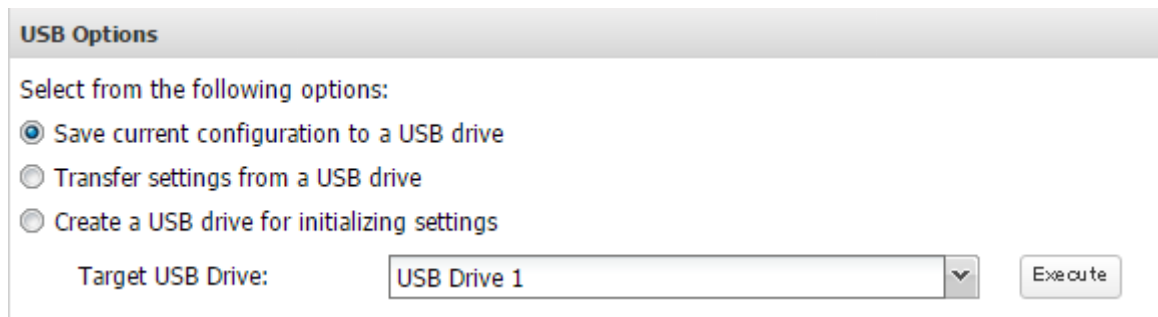 USB Options
Select from the following options:
Save current configuration to a USB drive
Transfer settings from a USB drive
Create a USB drive for initializing settings
Target USB Drive: USB Drive 1 Execute